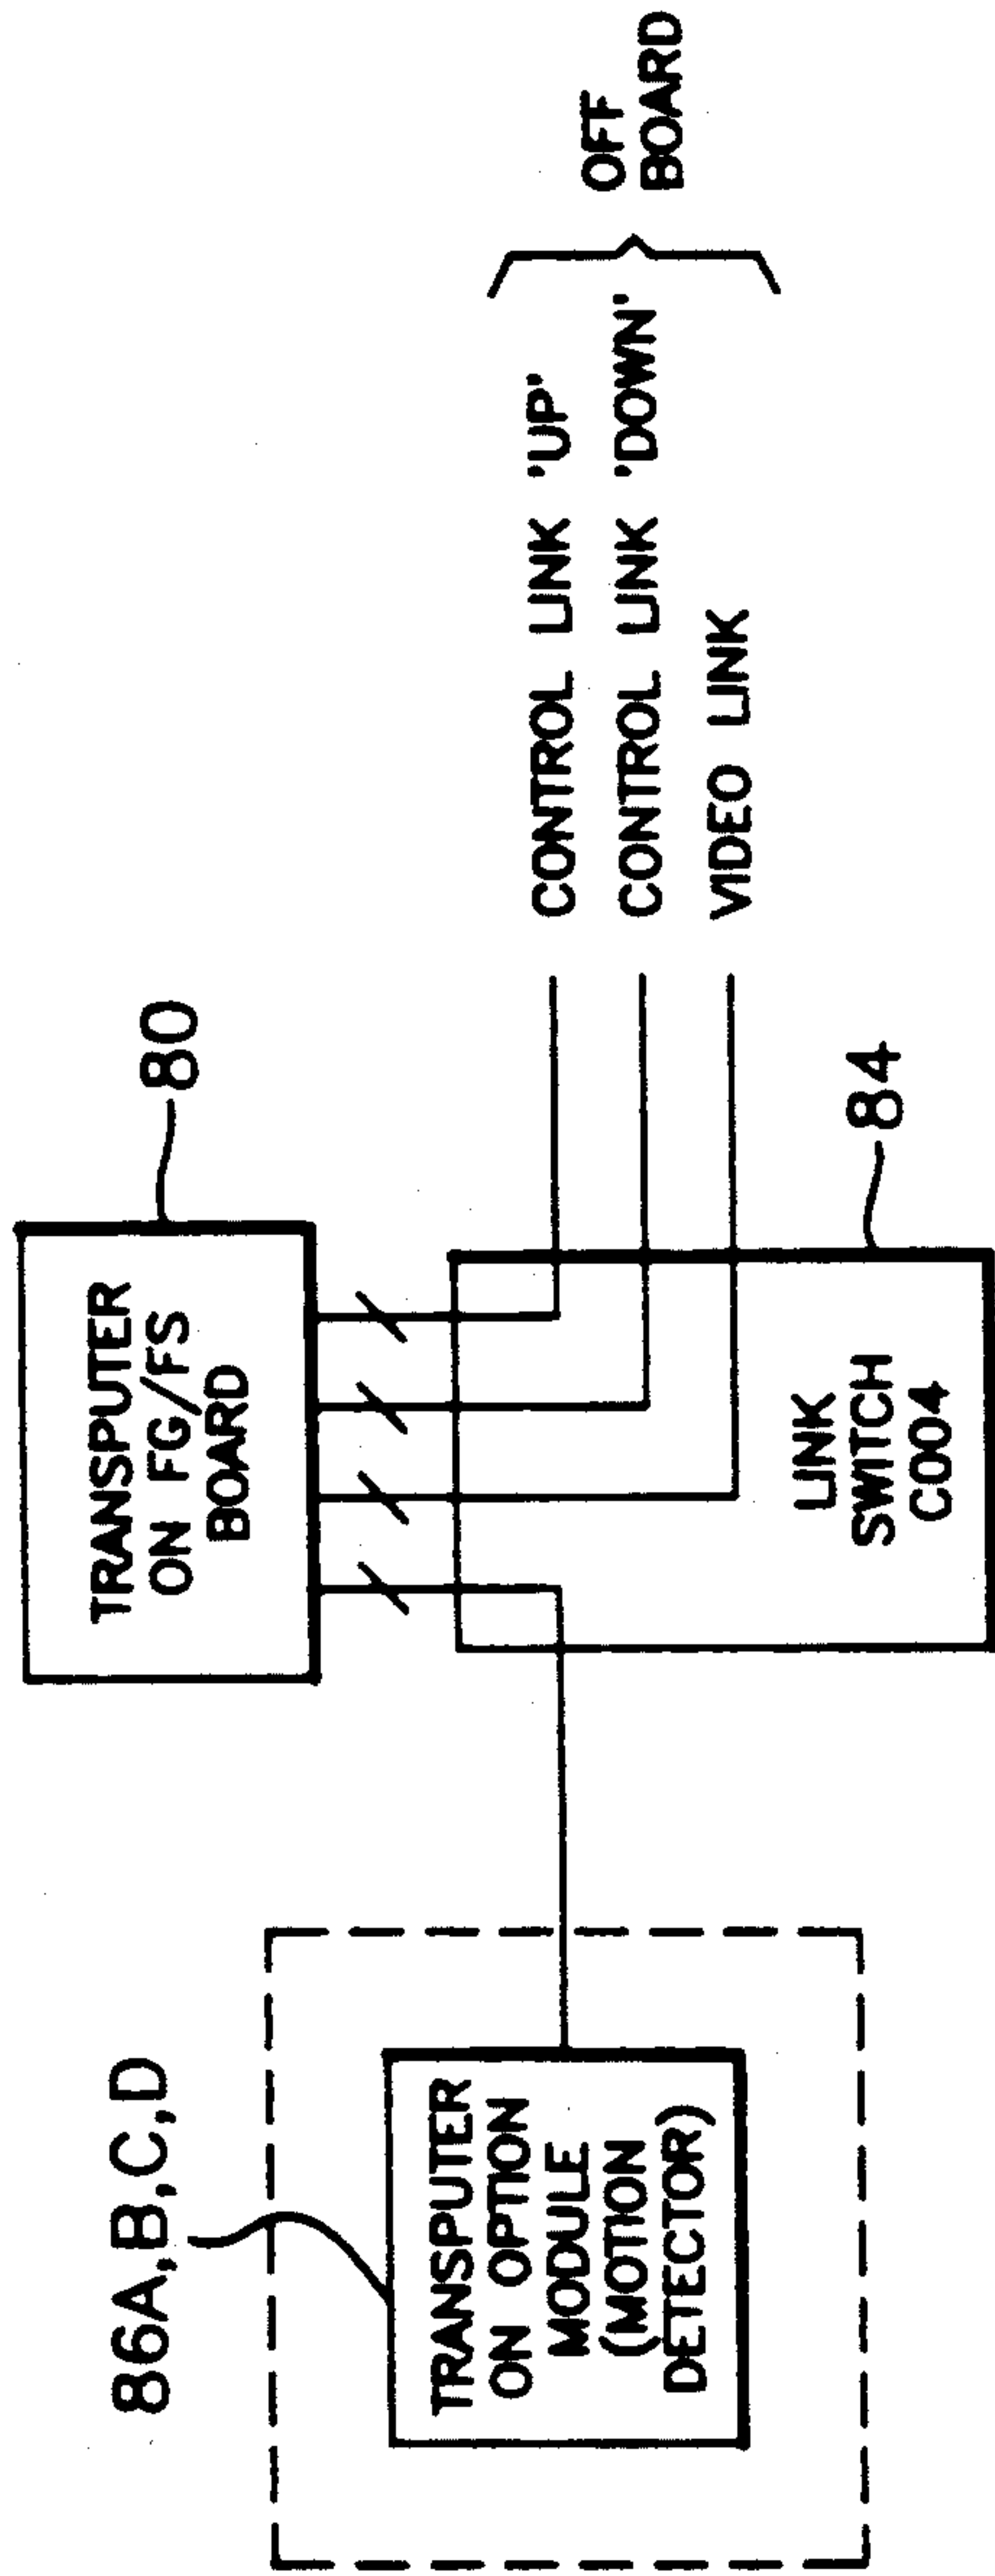 86A,B,C,D
TRANSPUTER
ON OPTION
MODULE
(MOTION
DETECTOR)
TRANSPUTER
ON FG/FS
BOARD
80
LINK
SWITCH
C004
84
CONTROL LINK 'UP'
CONTROL LINK 'DOWN'
VIDEO LINK
OFF
BOARD